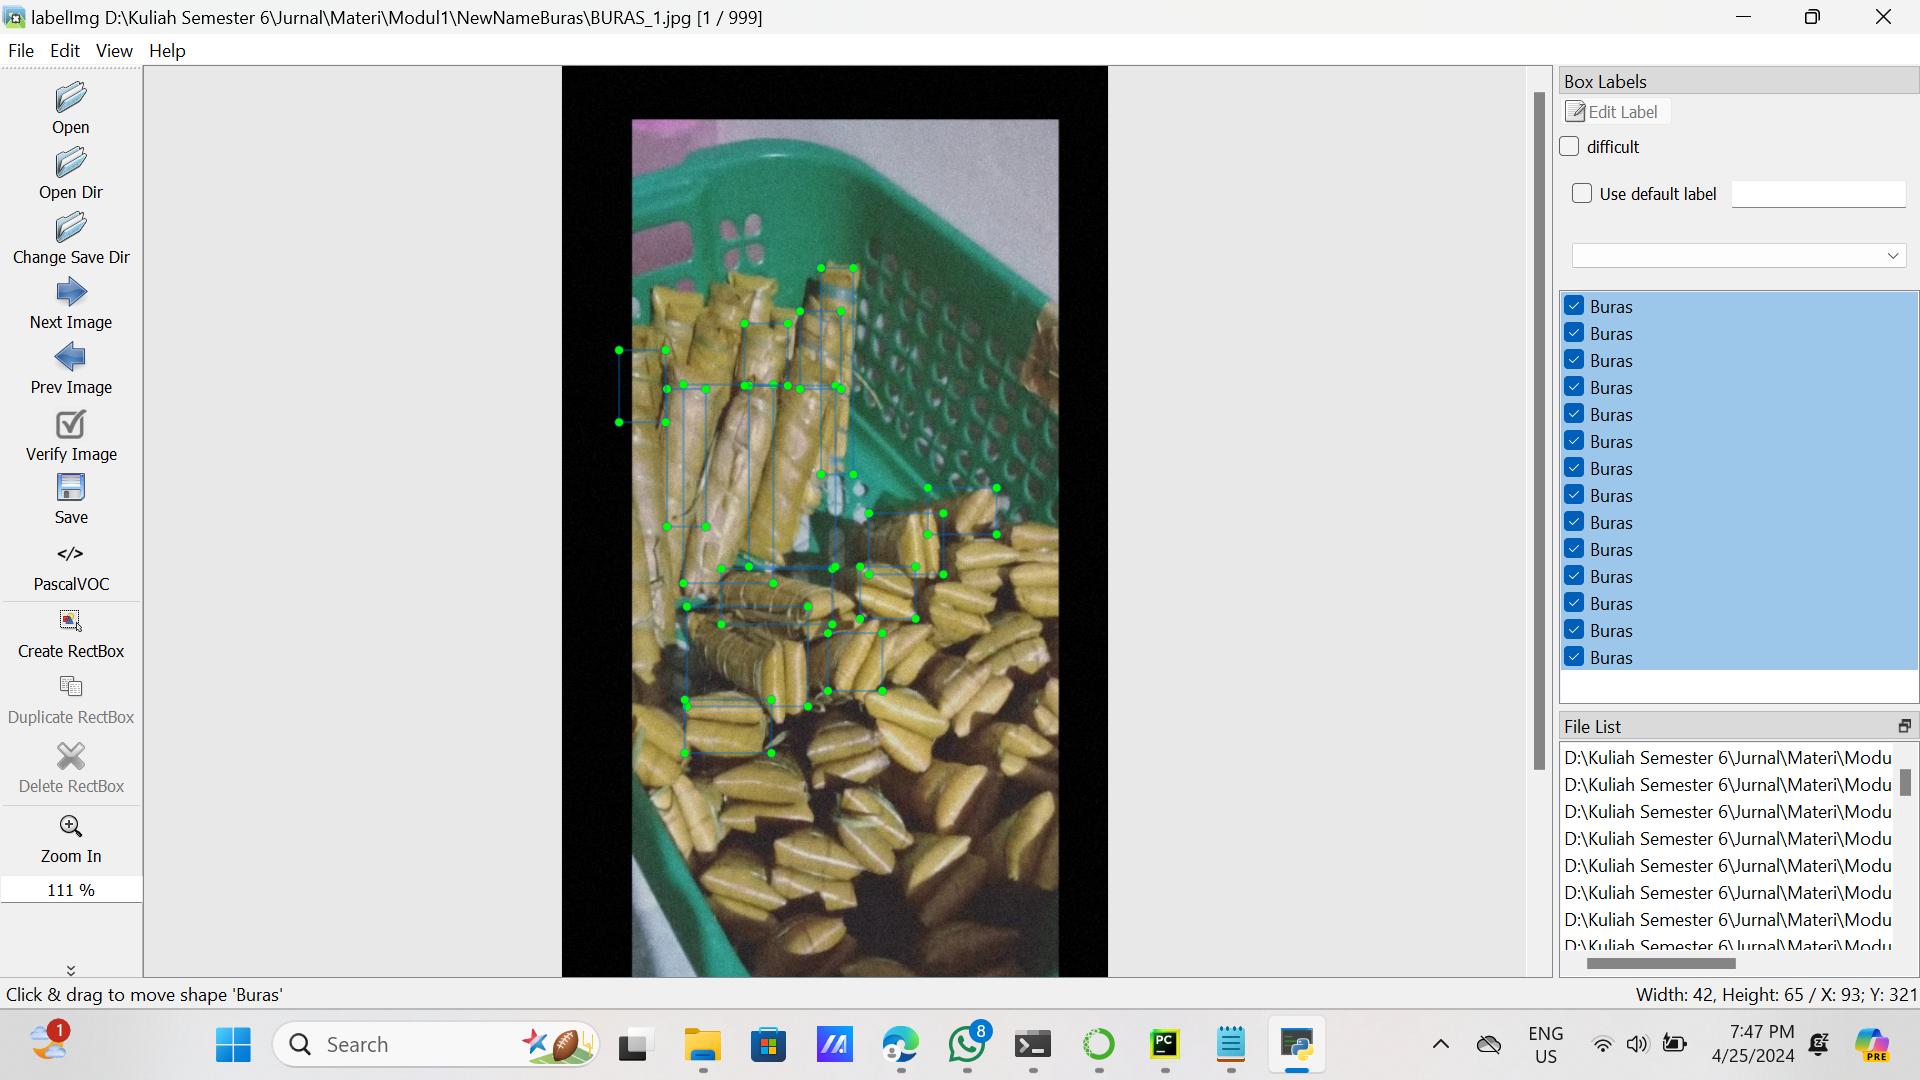 labelImg D:\Kuliah Semester 6\Jurnal\Materi\Modul1\NewNameBuras\BURAS_1.jpg [1 / 999]
File Edit View Help
Open
Open Dir
Change Save Dir
Next Image
Prev Image
Verify Image
Save
</>
PascalVOC
Create RectBox
Duplicate RectBox
Delete RectBox
Zoom In
111 %
Box Labels
Edit Label
difficult
Use default label
Buras
Buras
Buras
Buras
Buras
Buras
Buras
Buras
Buras
Buras
Buras
Buras
Buras
Buras
File List
D:\Kuliah Semester 6\Jurnal\Materi\Modu
D:\Kuliah Semester 6\Jurnal\Materi\Modu
D:\Kuliah Semester 6\Jurnal\Materi\Modu
D:\Kuliah Semester 6\Jurnal\Materi\Modu
D:\Kuliah Semester 6\Jurnal\Materi\Modu
D:\Kuliah Semester 6\Jurnal\Materi\Modu
D:\Kuliah Semester 6\Jurnal\Materi\Modu
D:\Kuliah Semester 6\Jurnal\Materi\Modu
Click & drag to move shape 'Buras'
Width: 42, Height: 65 / X: 93; Y: 321
1
Search
8
PC
ENG
US
7:47 PM
4/25/2024
PRE